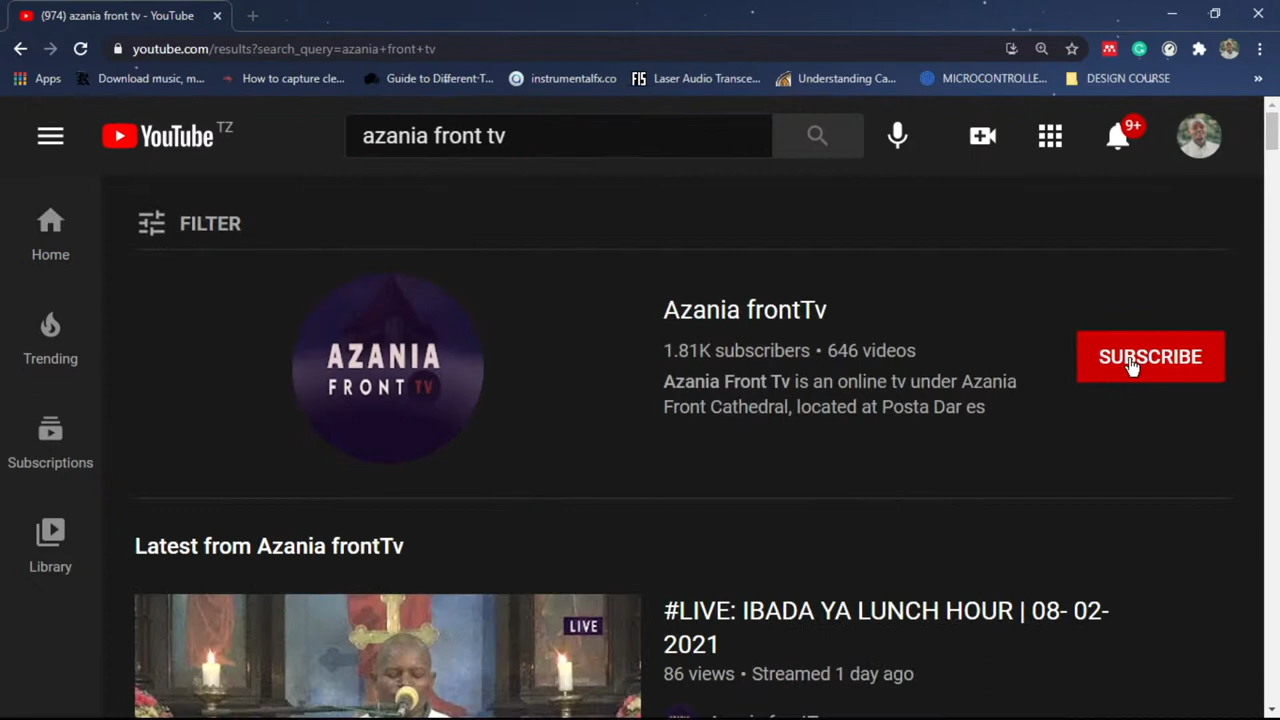 (974) azania front tv - YouTube
youtube.com/results?search_query=azania+front+tv
Apps Download music, m... How to capture cle... Guide to Different T... instrumentalfx.co FIS Laser Audio Transce... Understanding Ca... MICROCONTROLLE... DESIGN COURSE »
YouTube TZ azania front tv 9+
FILTER
Home
Trending
Subscriptions
Library
AZANIA
FRONT TV
Azania frontTv
1.81K subscribers • 646 videos
Azania Front Tv is an online tv under Azania
Front Cathedral, located at Posta Dar es
SUBSCRIBE
Latest from Azania frontTv
LIVE
#LIVE: IBADA YA LUNCH HOUR | 08- 02-
2021
86 views • Streamed 1 day ago